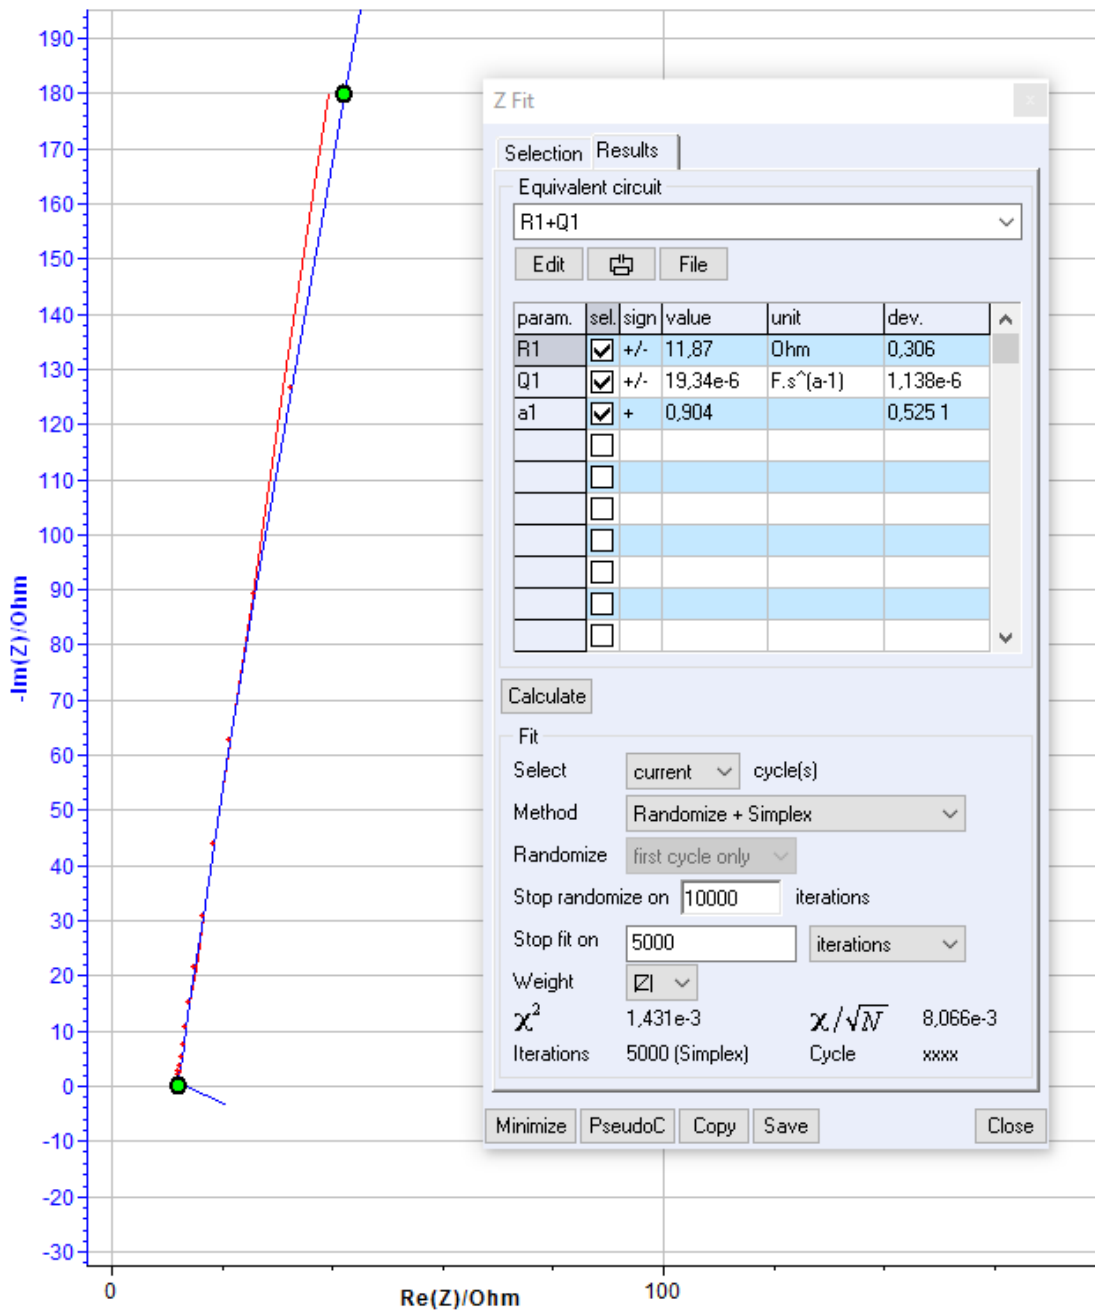 190
180
170
160
150
140
130
120
110
100
90
80
70
60
50
40
30
20
10
0
-10
-20
-30
-Im(Z)/Ohm
0
100
Re(Z)/Ohm
Z Fit
x
Selection Results
Equivalent circuit
R1+Q1
Edit File
param. sel. sign value unit dev.
R1 +/- 11,87 Ohm 0,306
Q1 +/- 19,34e-6 F.s^(a-1) 1,138e-6
a1 + 0,904 0,525 1
Calculate
Fit
Select current cycle(s)
Method Randomize + Simplex
Randomize first cycle only
Stop randomize on 10000 iterations
Stop fit on 5000 iterations
Weight |Z|
χ² 1,431e-3 χ/√N 8,066e-3
Iterations 5000 (Simplex) Cycle xxxx
Minimize PseudoC Copy Save Close